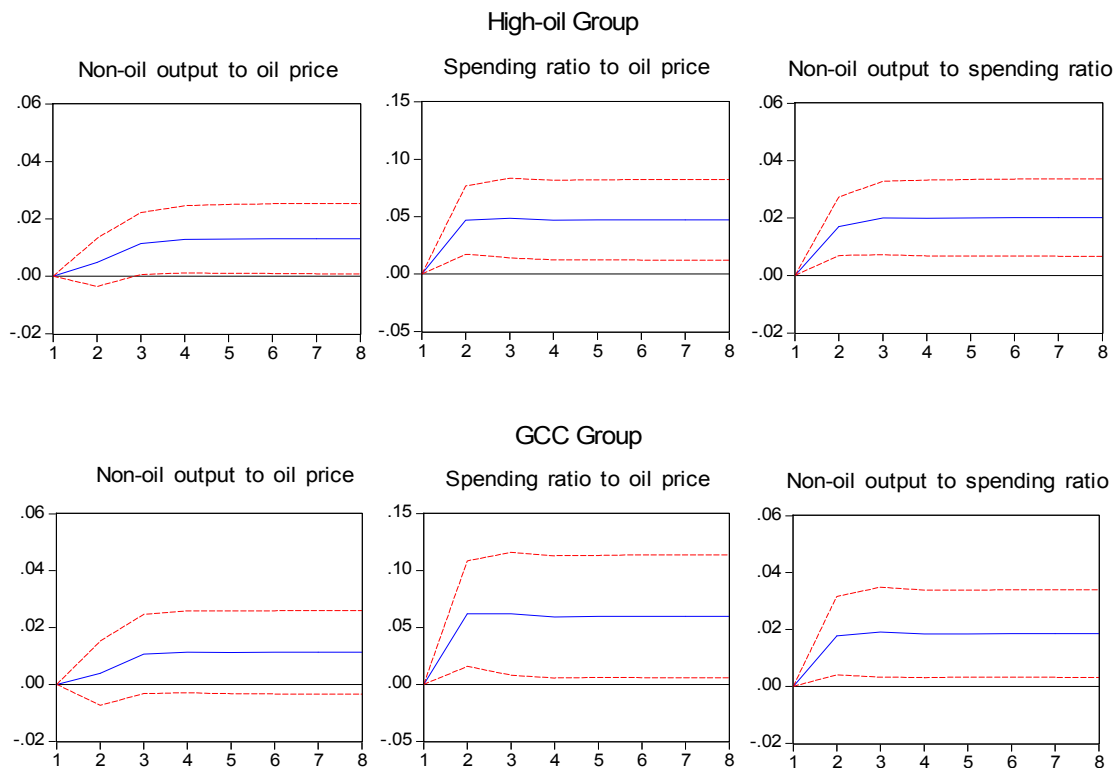 High-oil Group
Non-oil output to oil price
.06
.04
.02
.00
-.02
1 2 3 4 5 6 7 8
Spending ratio to oil price
.15
.10
.05
.00
-.05
1 2 3 4 5 6 7 8
Non-oil output to spending ratio
.06
.04
.02
.00
-.02
1 2 3 4 5 6 7 8
GCC Group
Non-oil output to oil price
.06
.04
.02
.00
-.02
1 2 3 4 5 6 7 8
Spending ratio to oil price
.15
.10
.05
.00
-.05
1 2 3 4 5 6 7 8
Non-oil output to spending ratio
.06
.04
.02
.00
-.02
1 2 3 4 5 6 7 8